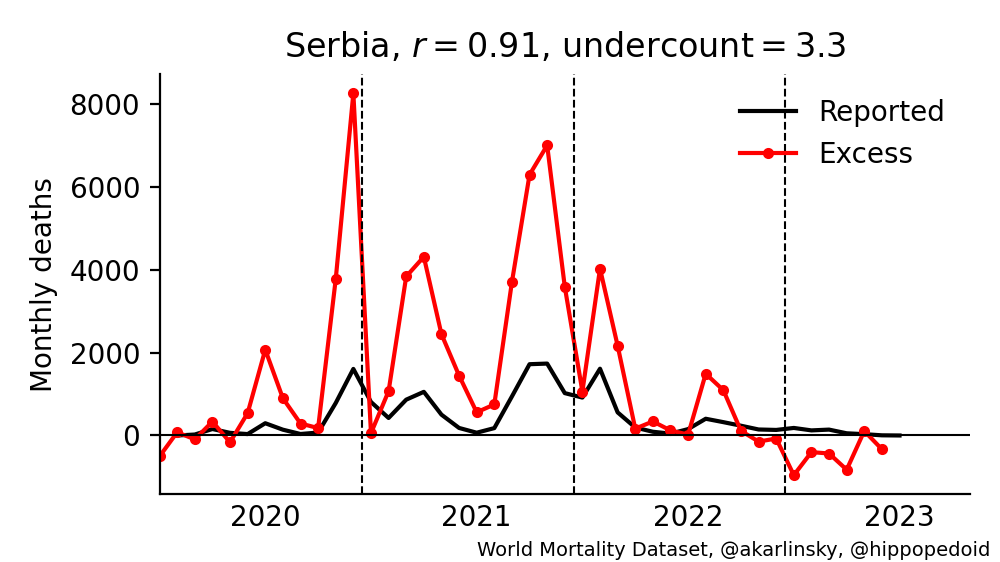 Serbia, r = 0.91, undercount = 3.3
Monthly deaths
8000
6000
4000
2000
0
Reported
Excess
2020 2021 2022 2023
World Mortality Dataset, @akarlinsky, @hippopedoid